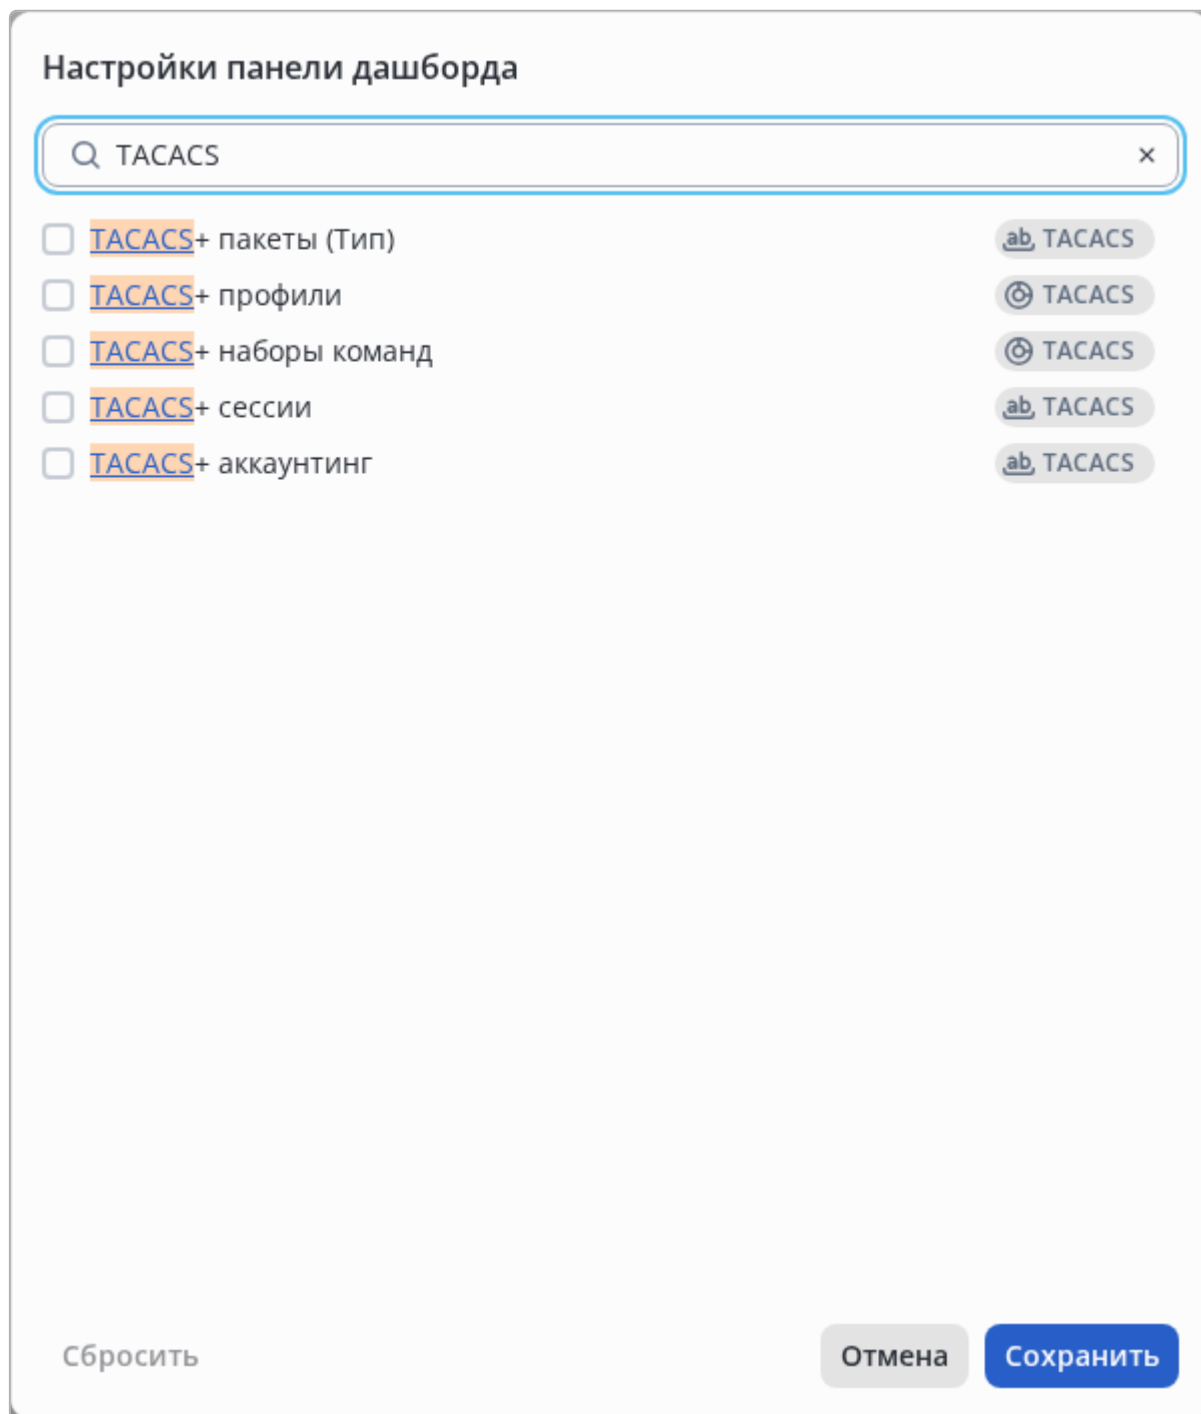 Настройки панели дашборда
TACACS
TACACS+ пакеты (Тип) ab, TACACS
TACACS+ профили TACACS
TACACS+ наборы команд TACACS
TACACS+ сессии ab, TACACS
TACACS+ аккаунтинг ab, TACACS
Сбросить Отмена Сохранить